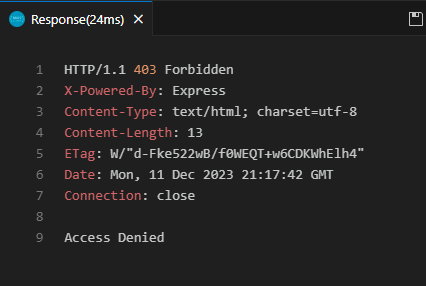 Response(24ms)
1 HTTP/1.1 403 Forbidden
2 X-Powered-By: Express
3 Content-Type: text/html; charset=utf-8
4 Content-Length: 13
5 ETag: W/"d-Fke522wB/f0WEQT+w6CDKWhElh4"
6 Date: Mon, 11 Dec 2023 21:17:42 GMT
7 Connection: close
8
9 Access Denied